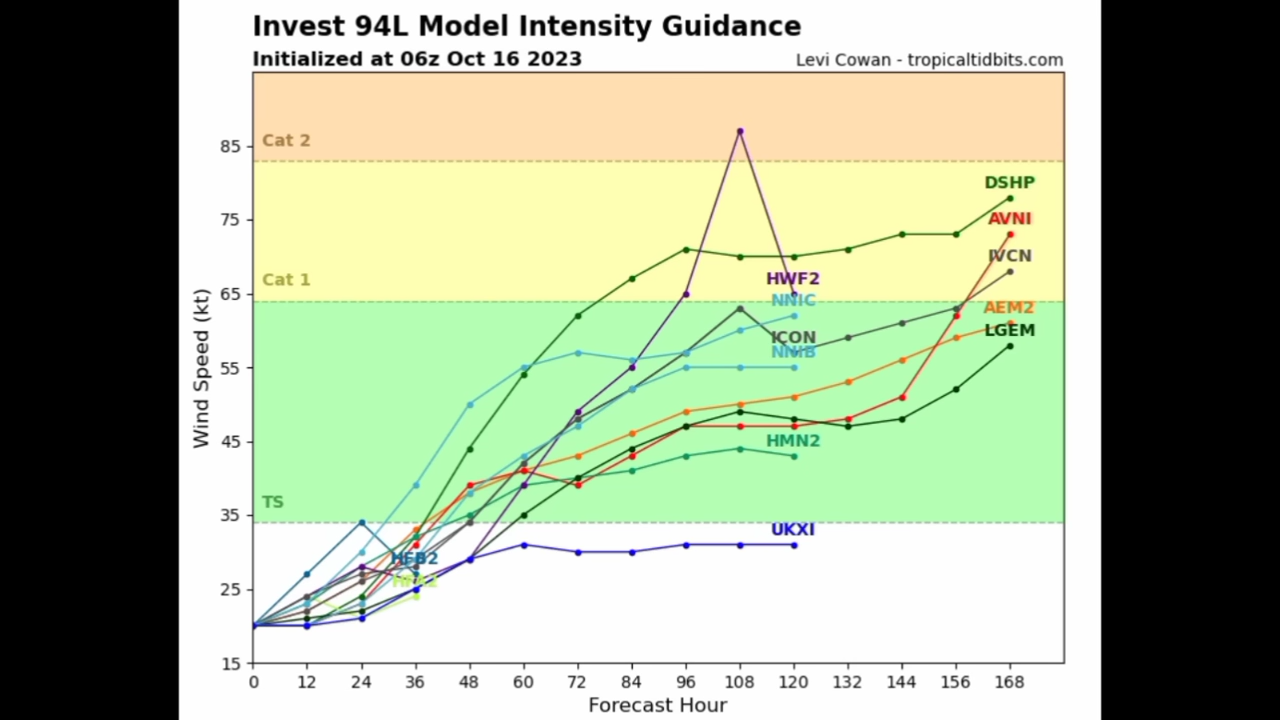 Invest 94L Model Intensity Guidance
Initialized at 06z Oct 16 2023
Levi Cowan - tropicaltidbits.com
Cat 2
85
DSHP
75
AVNI
IVCN
Cat 1
HWF2
65
NNIC
AEM2
LGEM
ICON
NNIB
55
Wind Speed (kt)
45
HMN2
TS
35
UKXI
HFB2
HFA2
25
15
0 12 24 36 48 60 72 84 96 108 120 132 144 156 168
Forecast Hour